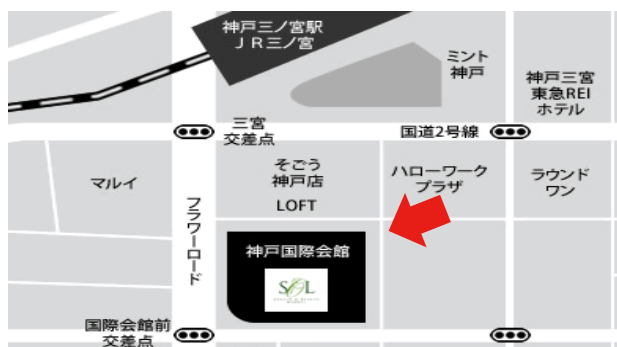 神戸三ノ宮駅
ＪＲ三ノ宮
ミント
神戸
神戸三宮
東急REI
ホテル
三宮
交差点
国道2号線
マルイ
そごう
神戸店
LOFT
ハローワーク
プラザ
ラウンド
ワン
フラワーロード
神戸国際会館
SOL
国際会館前
交差点